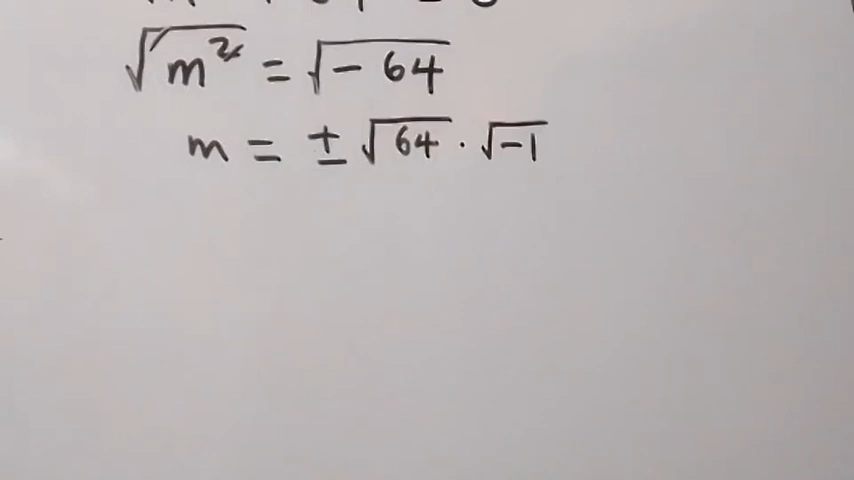 √m² = √-64
m = ± √64 · √-1